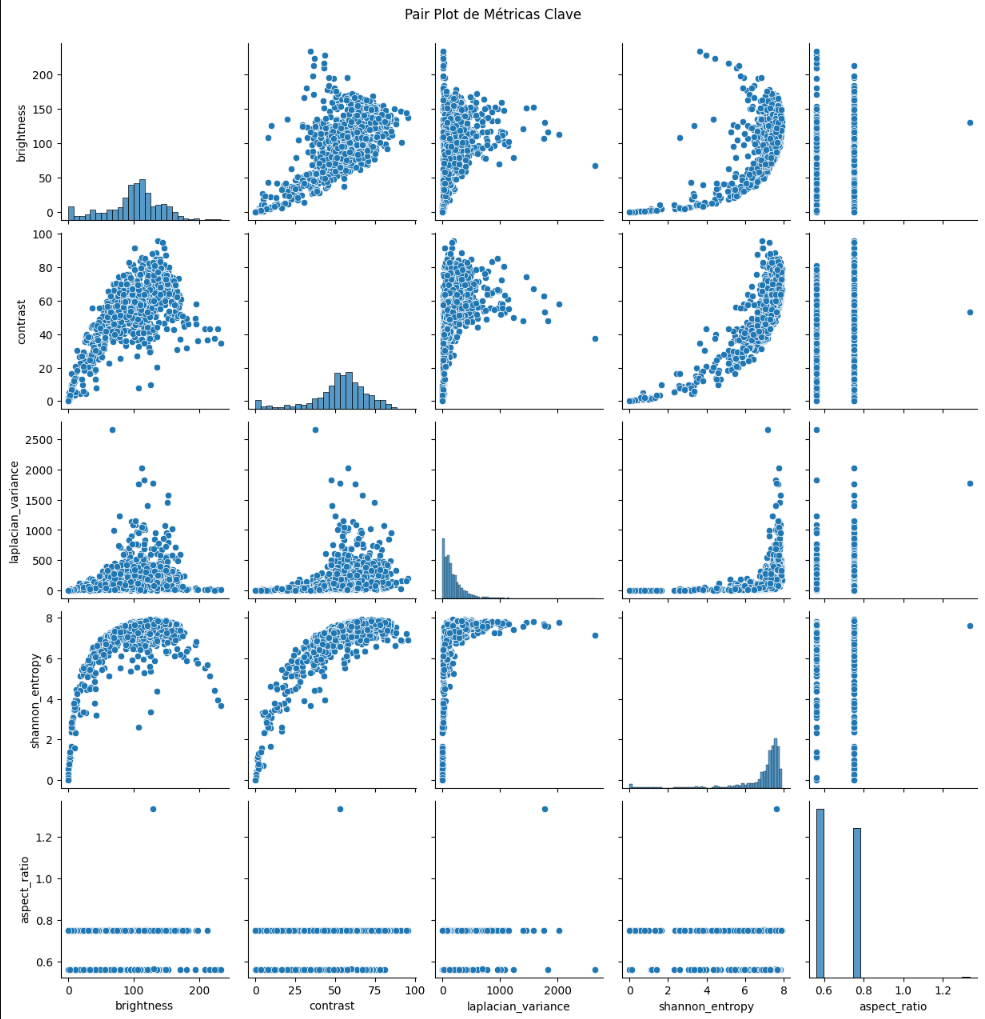 Pair Plot de Métricas Clave
brightness
200
150
100
50
0
contrast
100
80
60
40
20
0
laplacian_variance
2500
2000
1500
1000
500
0
shannon_entropy
8
6
4
2
0
aspect_ratio
1.2
1.0
0.8
0.6
0 200
0 25 50 75 100
0 1000 2000
0 2 4 6 8
0.6 0.8 1.0 1.2
brightness contrast laplacian_variance shannon_entropy aspect_ratio